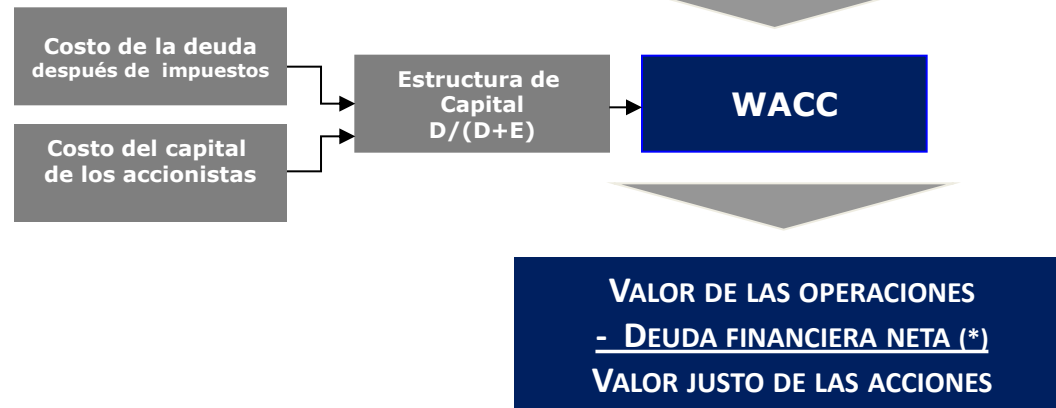 Costo de la deuda
después de impuestos
Costo del capital
de los accionistas
Estructura de
Capital
D/(D+E)
WACC
VALOR DE LAS OPERACIONES
- DEUDA FINANCIERA NETA (*)
VALOR JUSTO DE LAS ACCIONES